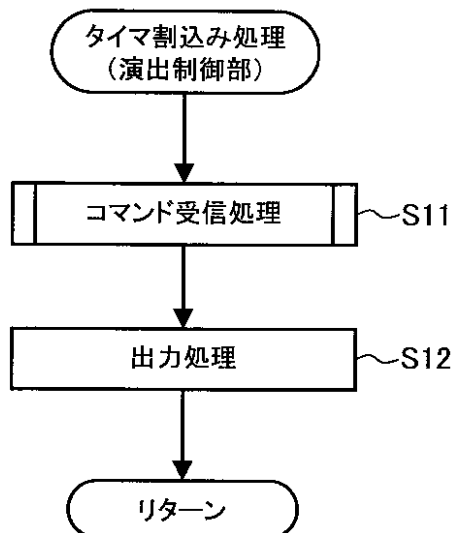 タイマ割込み処理
(演出制御部)
コマンド受信処理
S11
出力処理
S12
リターン